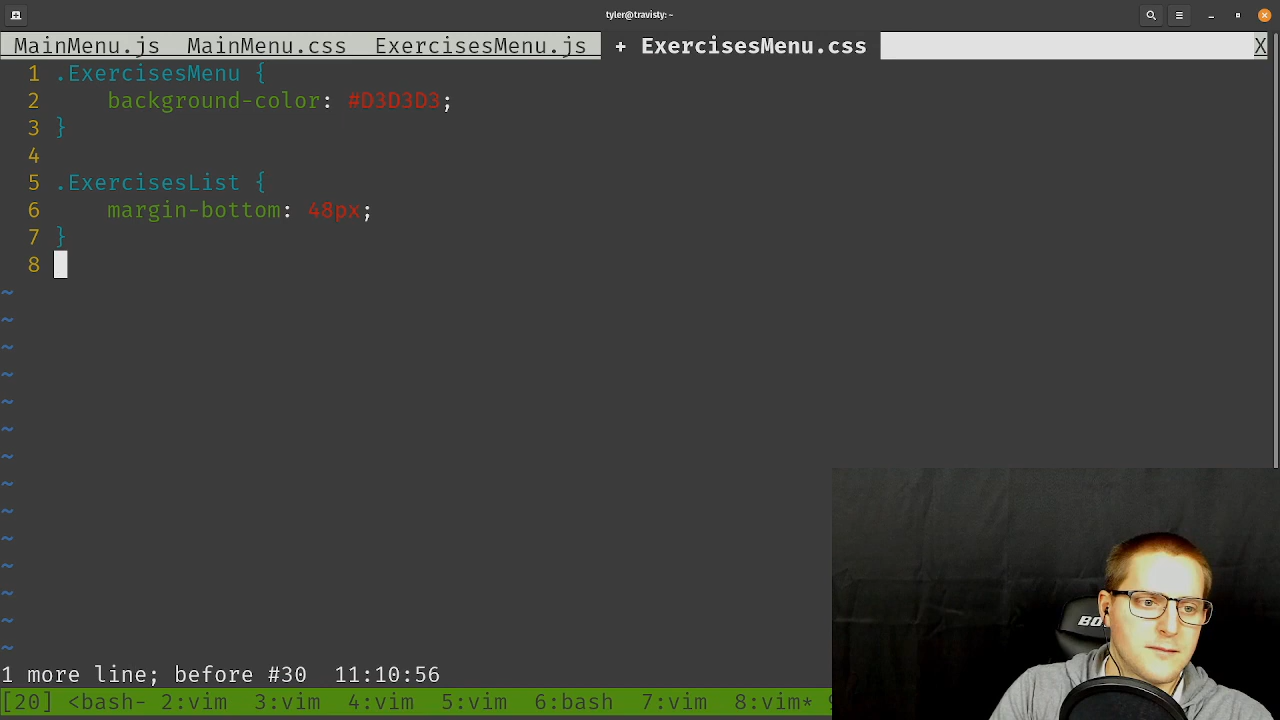 tyler@travisty: ~
MainMenu.js MainMenu.css ExercisesMenu.js + ExercisesMenu.css X
1 .ExercisesMenu {
2 background-color: #D3D3D3;
3 }
4
5 .ExercisesList {
6 margin-bottom: 48px;
7 }
8
~
~
~
~
~
~
~
~
~
~
~
~
~
~
1 more line; before #30 11:10:56
[20] <bash- 2:vim 3:vim 4:vim 5:vim 6:bash 7:vim 8:vim*